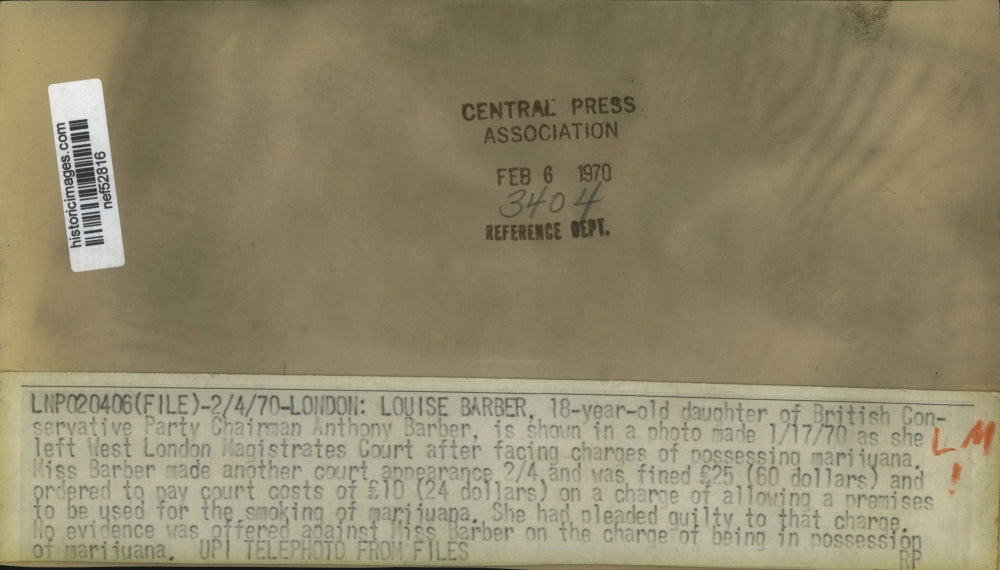 historicimages.com
nef52816
CENTRAL PRESS
ASSOCIATION
FEB 6 1970
3404
REFERENCE DEPT.
LNP020406(FILE)-2/4/70-LONDON: LOUISE BARBER, 18-year-old daughter of British Con-
servative Party Chairman Anthony Barber, is shown in a photo made 1/17/70 as she
left West London Magistrates Court after facing charges of possessing marijuana.
Miss Barber made another court appearance 2/4 and was fined £25 (60 dollars) and
ordered to pay court costs of £10 (24 dollars) on a charge of allowing a premises
to be used for the smoking of marijuana. She had pleaded guilty to that charge.
No evidence was offered against Miss Barber on the charge of being in possession
of marijuana. UPI TELEPHOTO FROM FILES
RP
LM
!